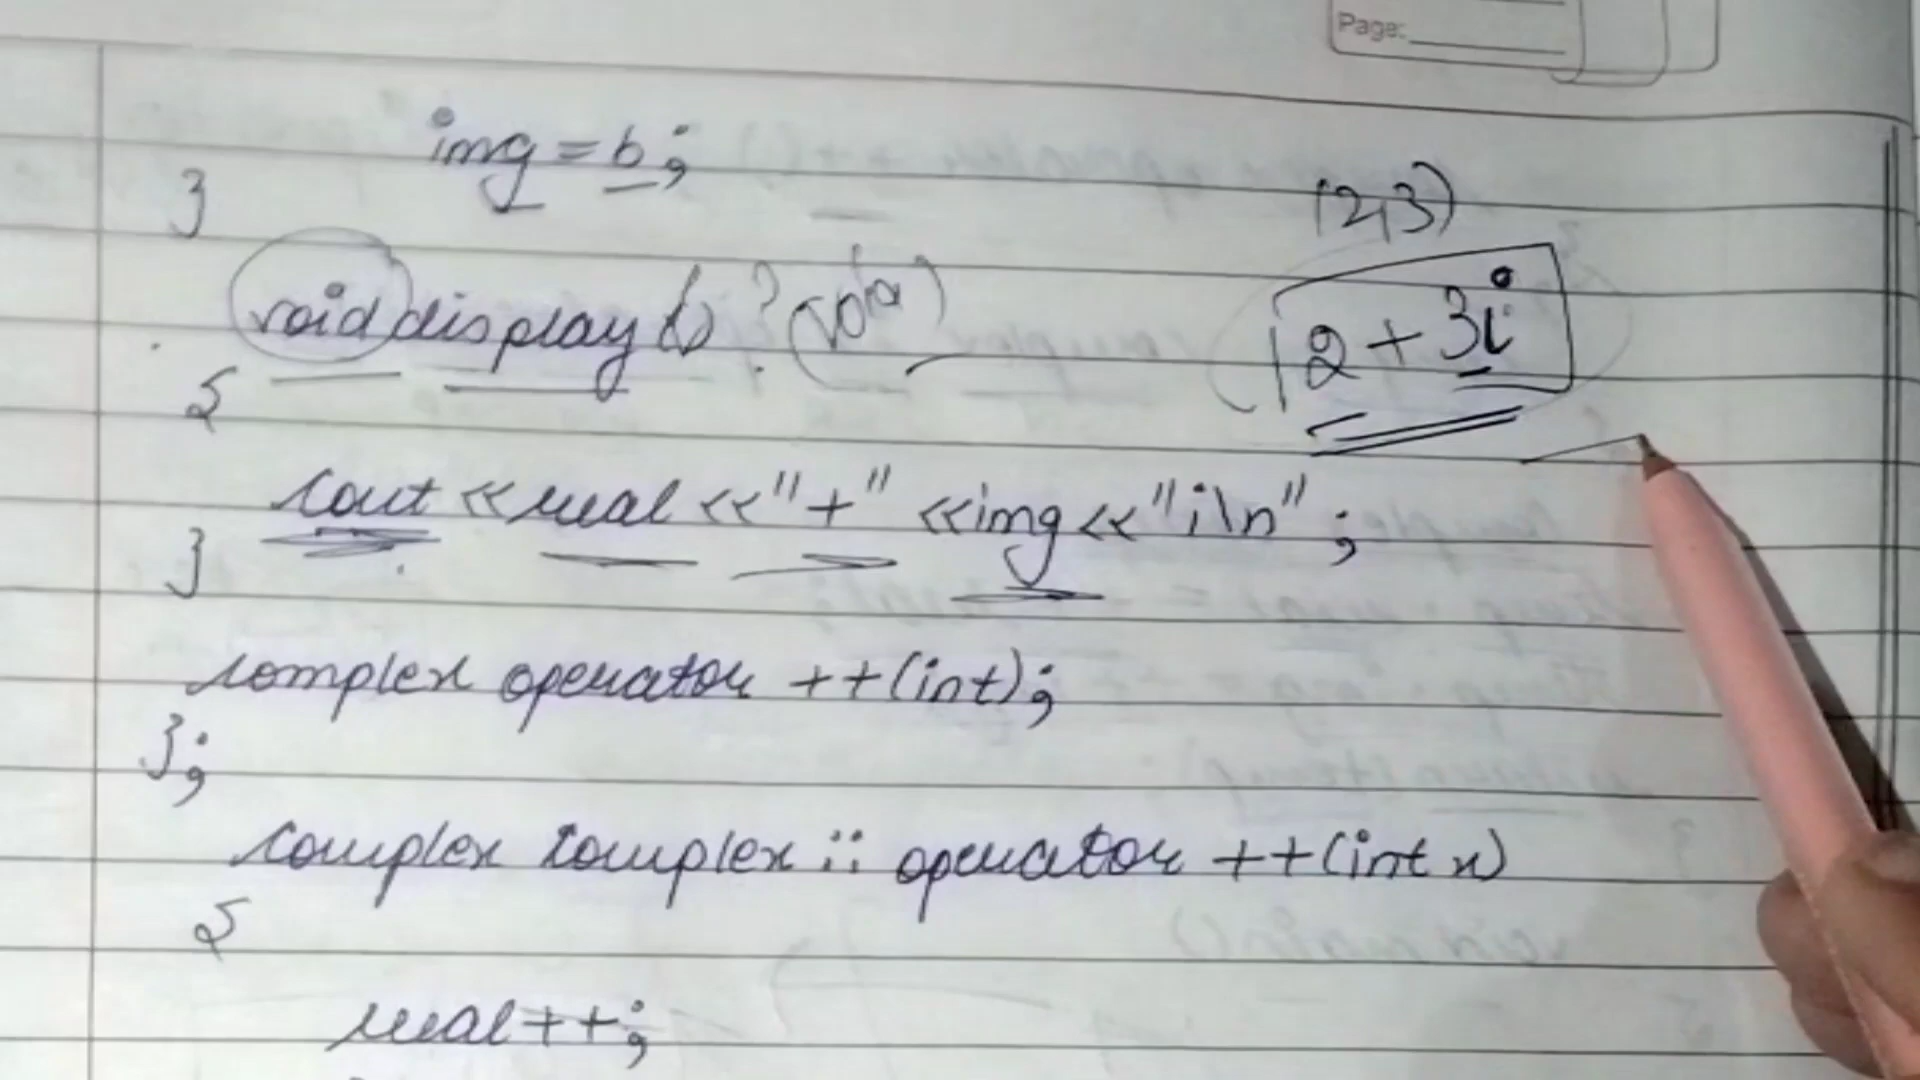 Page:
img = b;
}
(2,3)
void display ()
2 + 3i
{
cout << real << "+" << img << "i\n" ;
}
complex operator ++(int);
};
complex complex :: operator ++(int x)
{
real++;